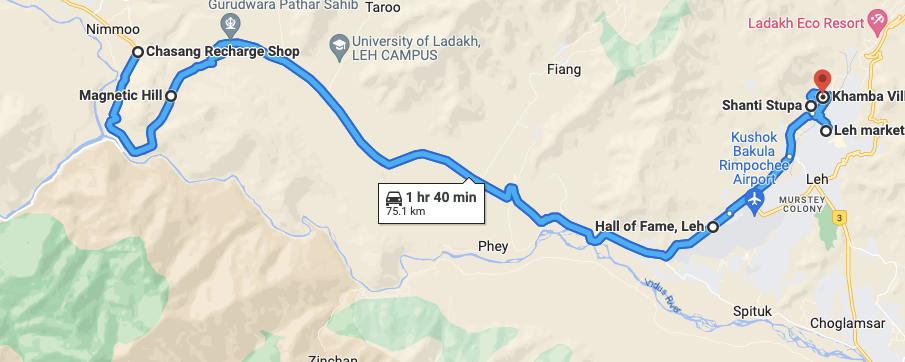 Gurudwara Pathar Sahib
Taroo
Nimmoo
Ladakh Eco Resort
University of Ladakh,
LEH CAMPUS
Chasang Recharge Shop
Fiang
Magnetic Hill
Khamba Vil
Shanti Stupa
Leh market
Kushok
Bakula
Rimpochee
Airport
Leh
1 hr 40 min
75.1 km
MURSTEY
COLONY
3
Hall of Fame, Leh
Phey
Indus River
Spituk
Choglamsar
Zinchan